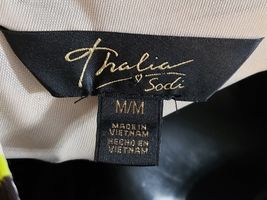 Thalia
Sodi
M/M
MADE IN
VIETNAM
HECHO EN
VIETNAM